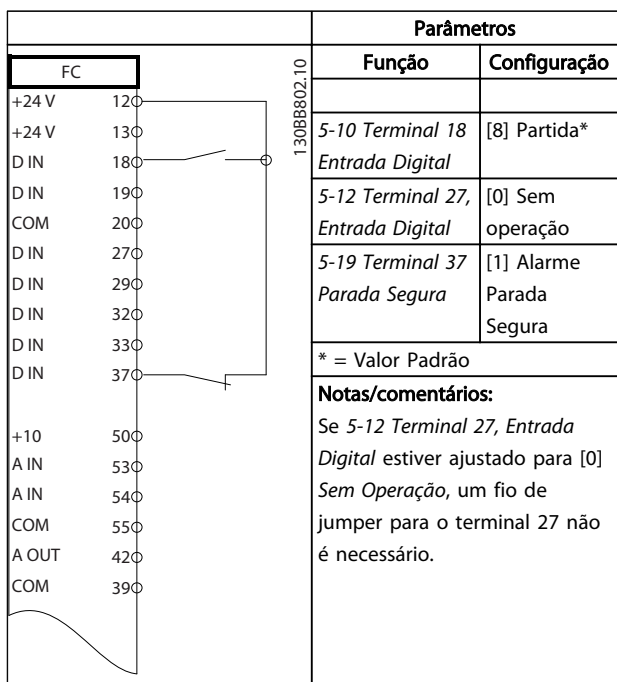 FC
+24 V 12
+24 V 13
D IN 18
D IN 19
COM 20
D IN 27
D IN 29
D IN 32
D IN 33
D IN 37
+10 50
A IN 53
A IN 54
COM 55
A OUT 42
COM 39
130BB802.10
Parâmetros
Função Configuração
5-10 Terminal 18 [8] Partida*
Entrada Digital
5-12 Terminal 27, [0] Sem
Entrada Digital operação
5-19 Terminal 37 [1] Alarme
Parada Segura Parada
Segura
* = Valor Padrão
Notas/comentários:
Se 5-12 Terminal 27, Entrada
Digital estiver ajustado para [0]
Sem Operação, um fio de
jumper para o terminal 27 não
é necessário.